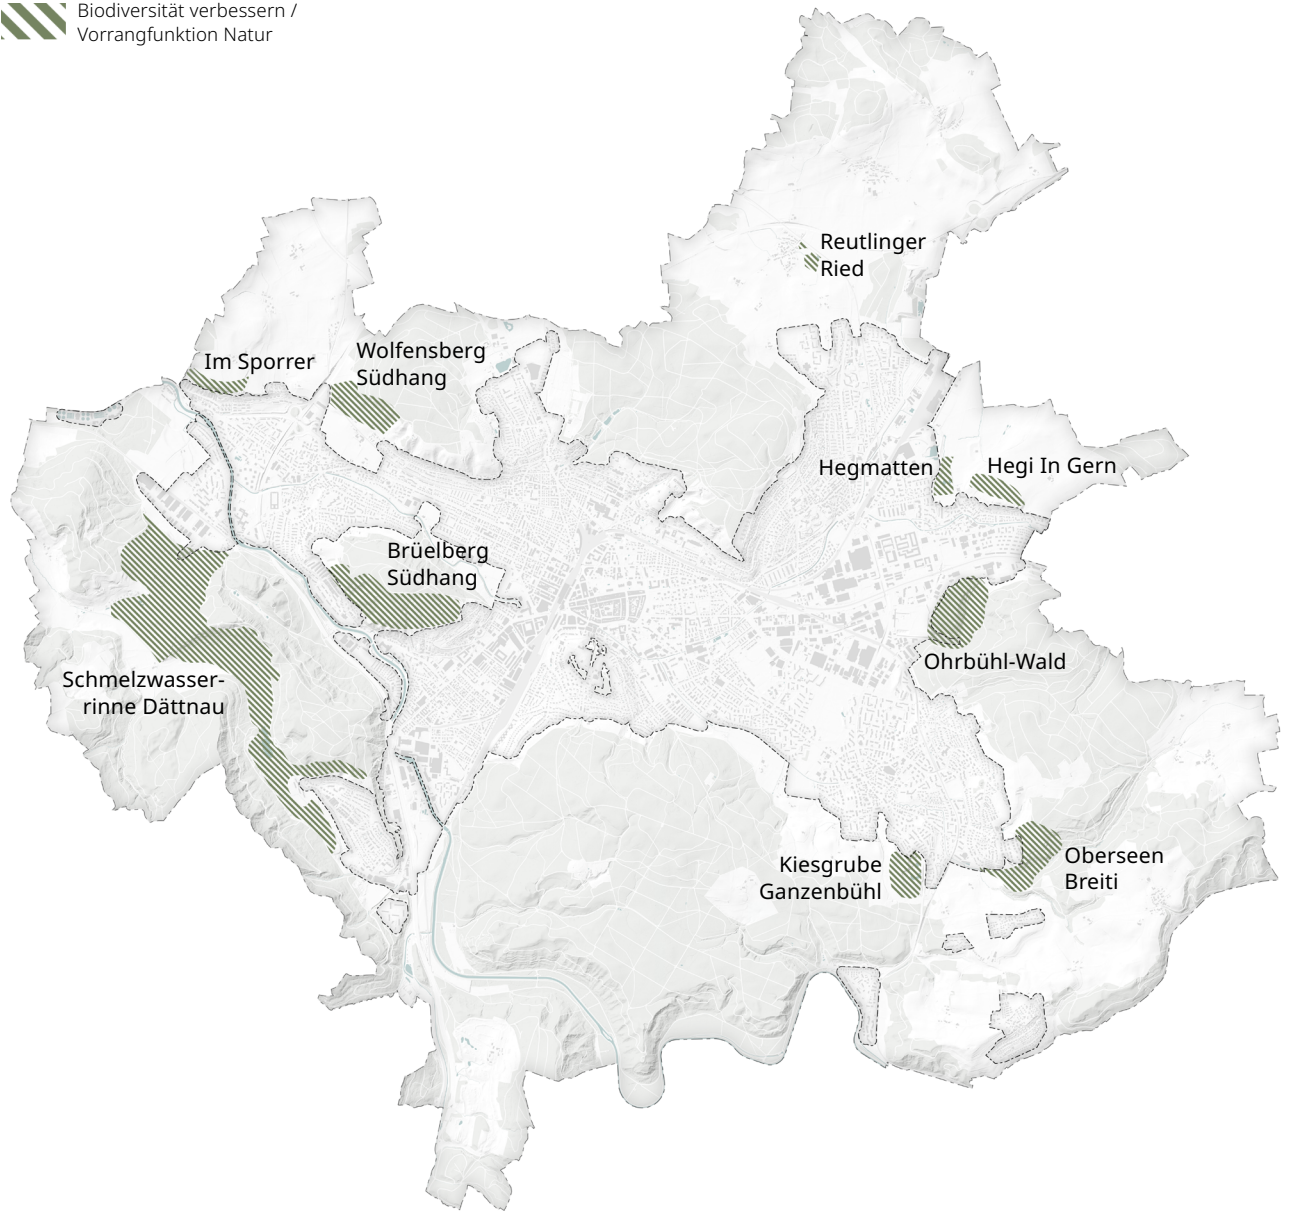 Biodiversität verbessern /
Vorrangfunktion Natur
Reutlinger
Ried
Im Sporrer
Wolfensberg
Südhang
Hegmatten
Hegi In Gern
Brüelberg
Südhang
Ohrbühl-Wald
Schmelzwasser-
rinne Dättnau
Kiesgrube
Ganzenbühl
Oberseen
Breiti